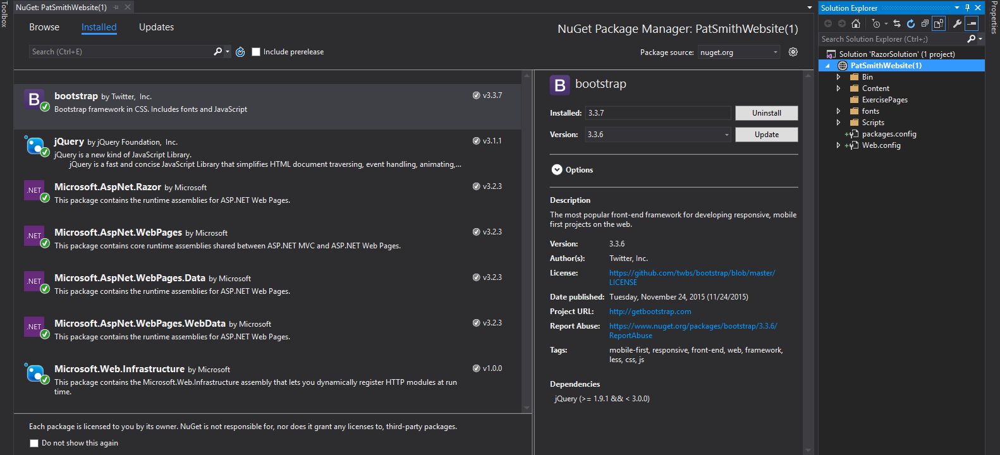 Toolbox
NuGet: PatSmithWebsite(1)
Browse
Installed
Updates
NuGet Package Manager: PatSmithWebsite(1)
Search (Ctrl+E)
Include prerelease
Package source: nuget.org
B
bootstrap by Twitter, Inc.
v3.3.7
Bootstrap framework in CSS. Includes fonts and JavaScript
jQuery by jQuery Foundation, Inc.
v3.1.1
jQuery is a new kind of JavaScript Library.
jQuery is a fast and concise JavaScript Library that simplifies HTML document traversing, event handling, animating,...
.NET
Microsoft.AspNet.Razor by Microsoft
v3.2.3
This package contains the runtime assemblies for ASP.NET Web Pages.
.NET
Microsoft.AspNet.WebPages by Microsoft
v3.2.3
This package contains core runtime assemblies shared between ASP.NET MVC and ASP.NET Web Pages.
.NET
Microsoft.AspNet.WebPages.Data by Microsoft
v3.2.3
This package contains the runtime assemblies for ASP.NET Web Pages.
.NET
Microsoft.AspNet.WebPages.WebData by Microsoft
v3.2.3
This package contains the runtime assemblies for ASP.NET Web Pages.
Microsoft.Web.Infrastructure by Microsoft
v1.0.0
This package contains the Microsoft.Web.Infrastructure assembly that lets you dynamically register HTTP modules at run
time.
Each package is licensed to you by its owner. NuGet is not responsible for, nor does it grant any licenses to, third-party packages.
Do not show this again
B
bootstrap
Installed: 3.3.7
Uninstall
Version: 3.3.6
Update
Options
Description
The most popular front-end framework for developing responsive, mobile
first projects on the web.
Version: 3.3.6
Author(s): Twitter, Inc.
License: https://github.com/twbs/bootstrap/blob/master/
LICENSE
Date published: Tuesday, November 24, 2015 (11/24/2015)
Project URL: http://getbootstrap.com
Report Abuse: https://www.nuget.org/packages/bootstrap/3.3.6/
ReportAbuse
Tags: mobile-first, responsive, front-end, web, framework,
less, css, js
Dependencies
jQuery (>= 1.9.1 && < 3.0.0)
Solution Explorer
Search Solution Explorer (Ctrl+;)
Solution 'RazorSolution' (1 project)
PatSmithWebsite(1)
Bin
Content
ExercisePages
fonts
Scripts
packages.config
Web.config
Properties